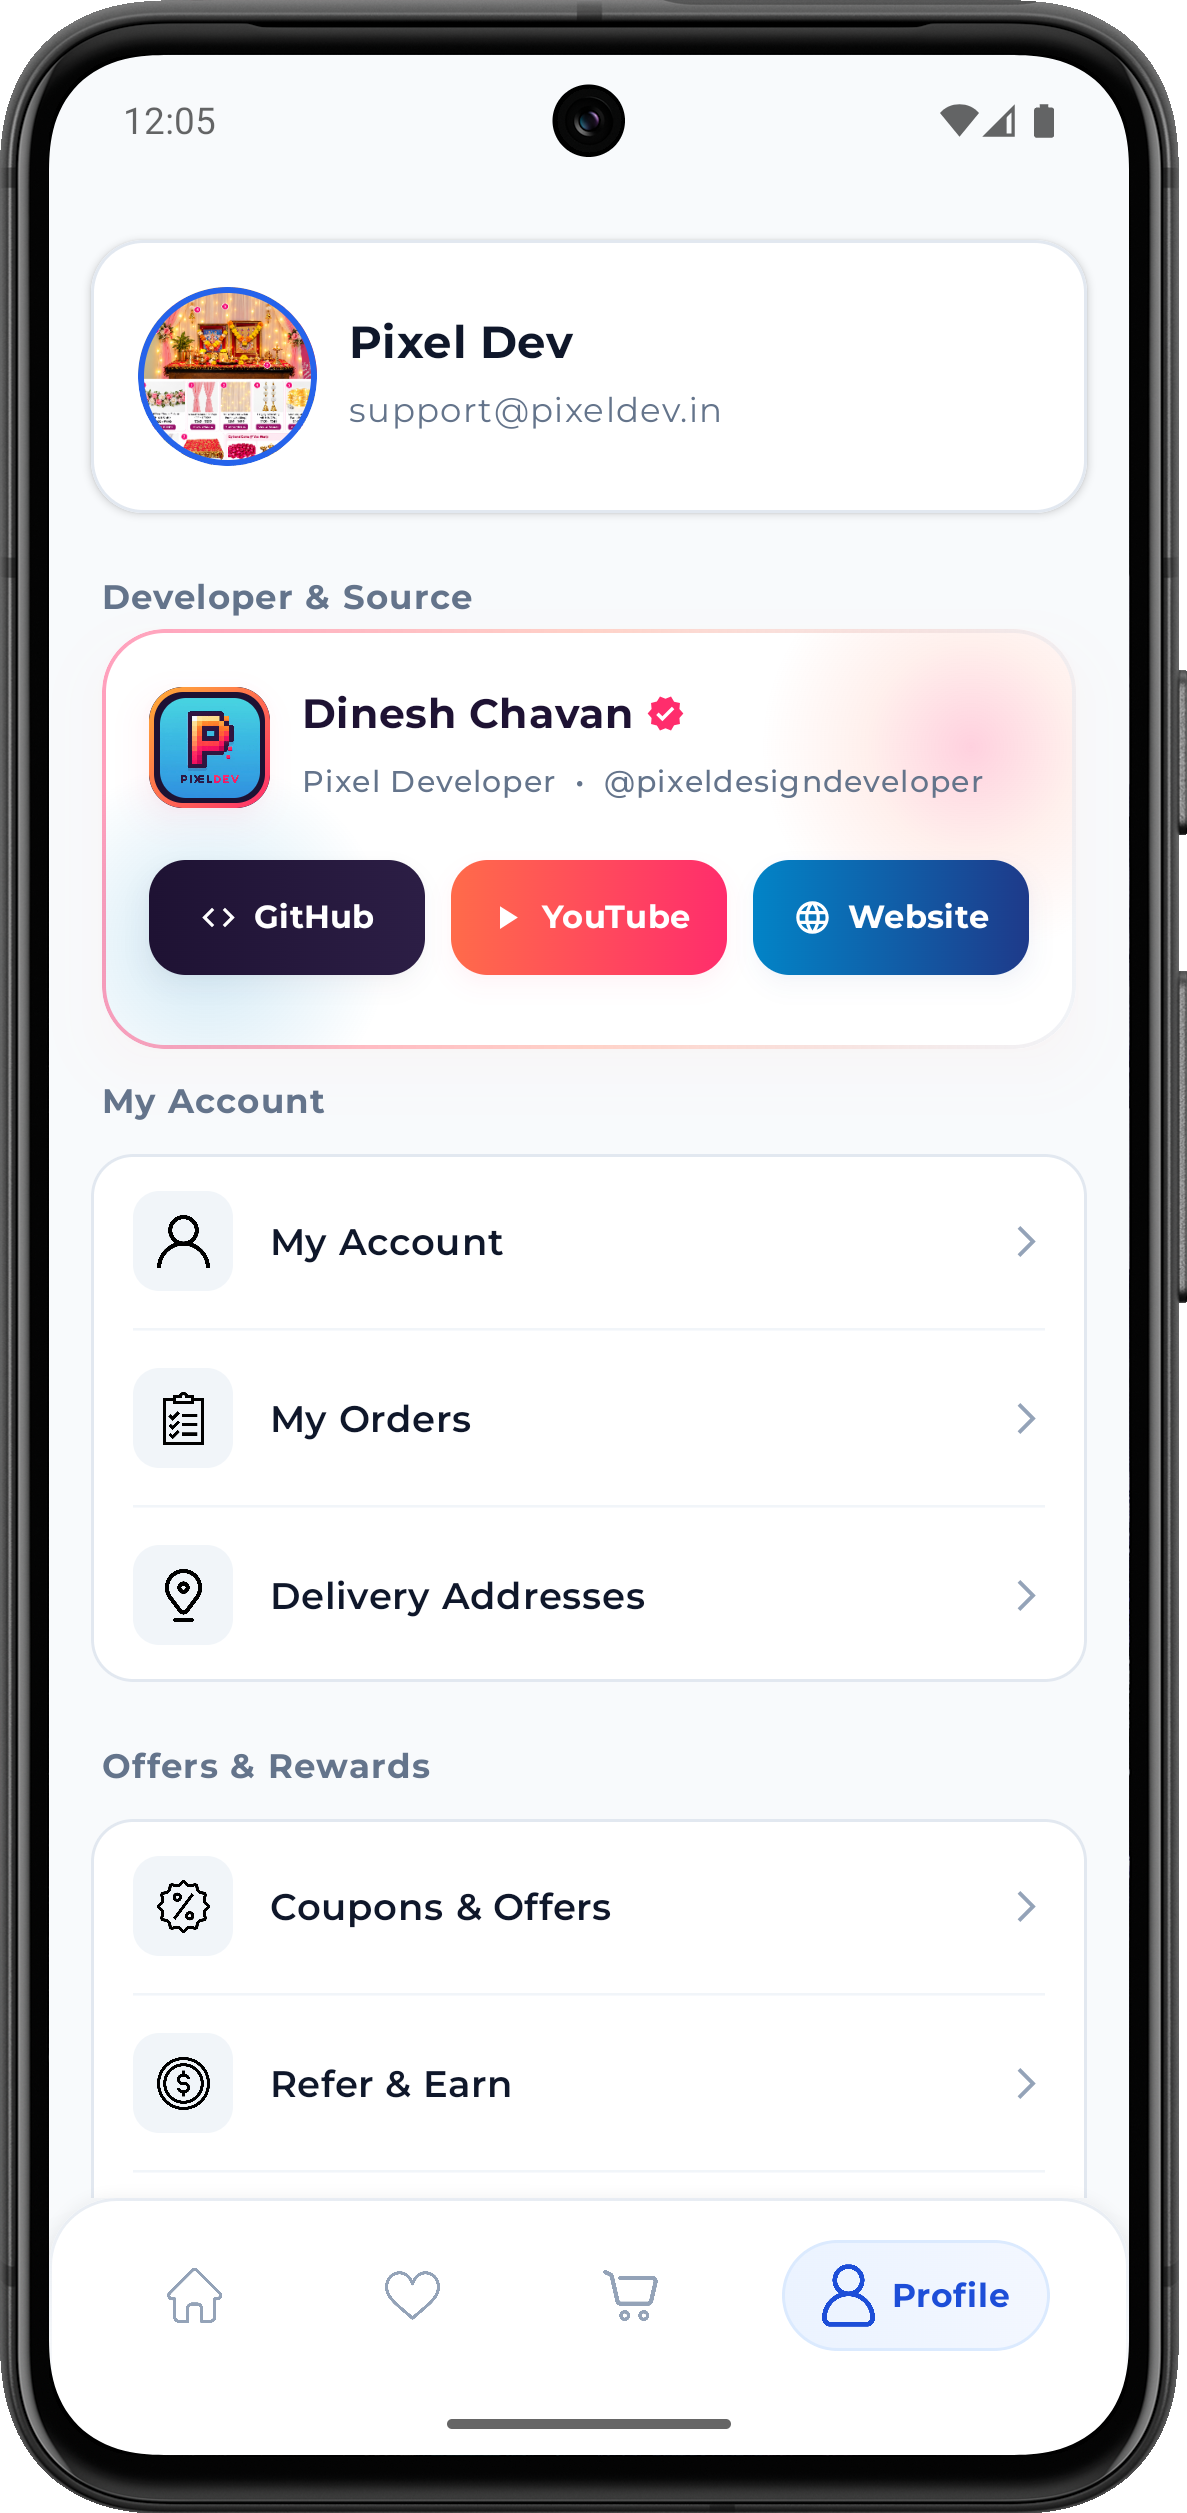 12:05
Pixel Dev
support@pixeldev.in
Developer & Source
Dinesh Chavan
PIXELDEV
Pixel Developer • @pixeldesigndeveloper
GitHub
YouTube
Website
My Account
My Account
My Orders
Delivery Addresses
Offers & Rewards
Coupons & Offers
Refer & Earn
Profile